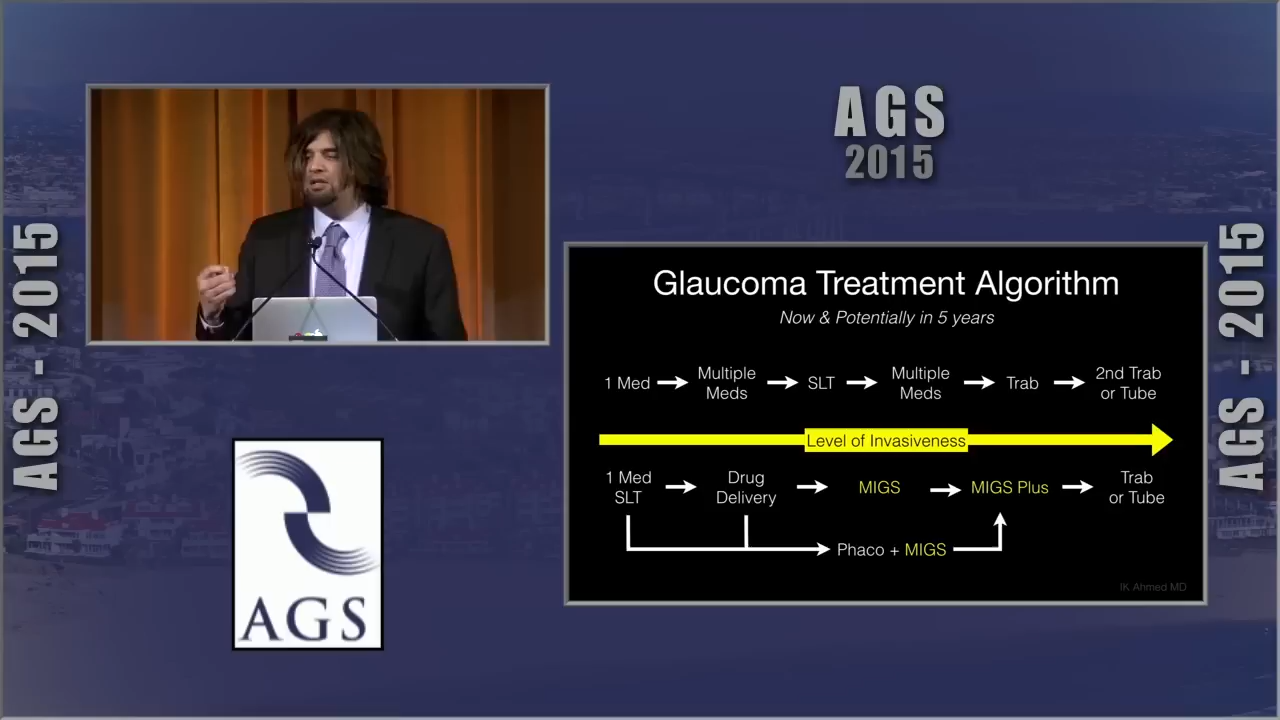 AGS
2015
AGS - 2015
AGS - 2015
Glaucoma Treatment Algorithm
Now & Potentially in 5 years
1 Med
Multiple
Meds
SLT
Multiple
Meds
Trab
2nd Trab
or Tube
Level of Invasiveness
1 Med
SLT
Drug
Delivery
MIGS
MIGS Plus
Trab
or Tube
Phaco + MIGS
IK Ahmed MD
AGS